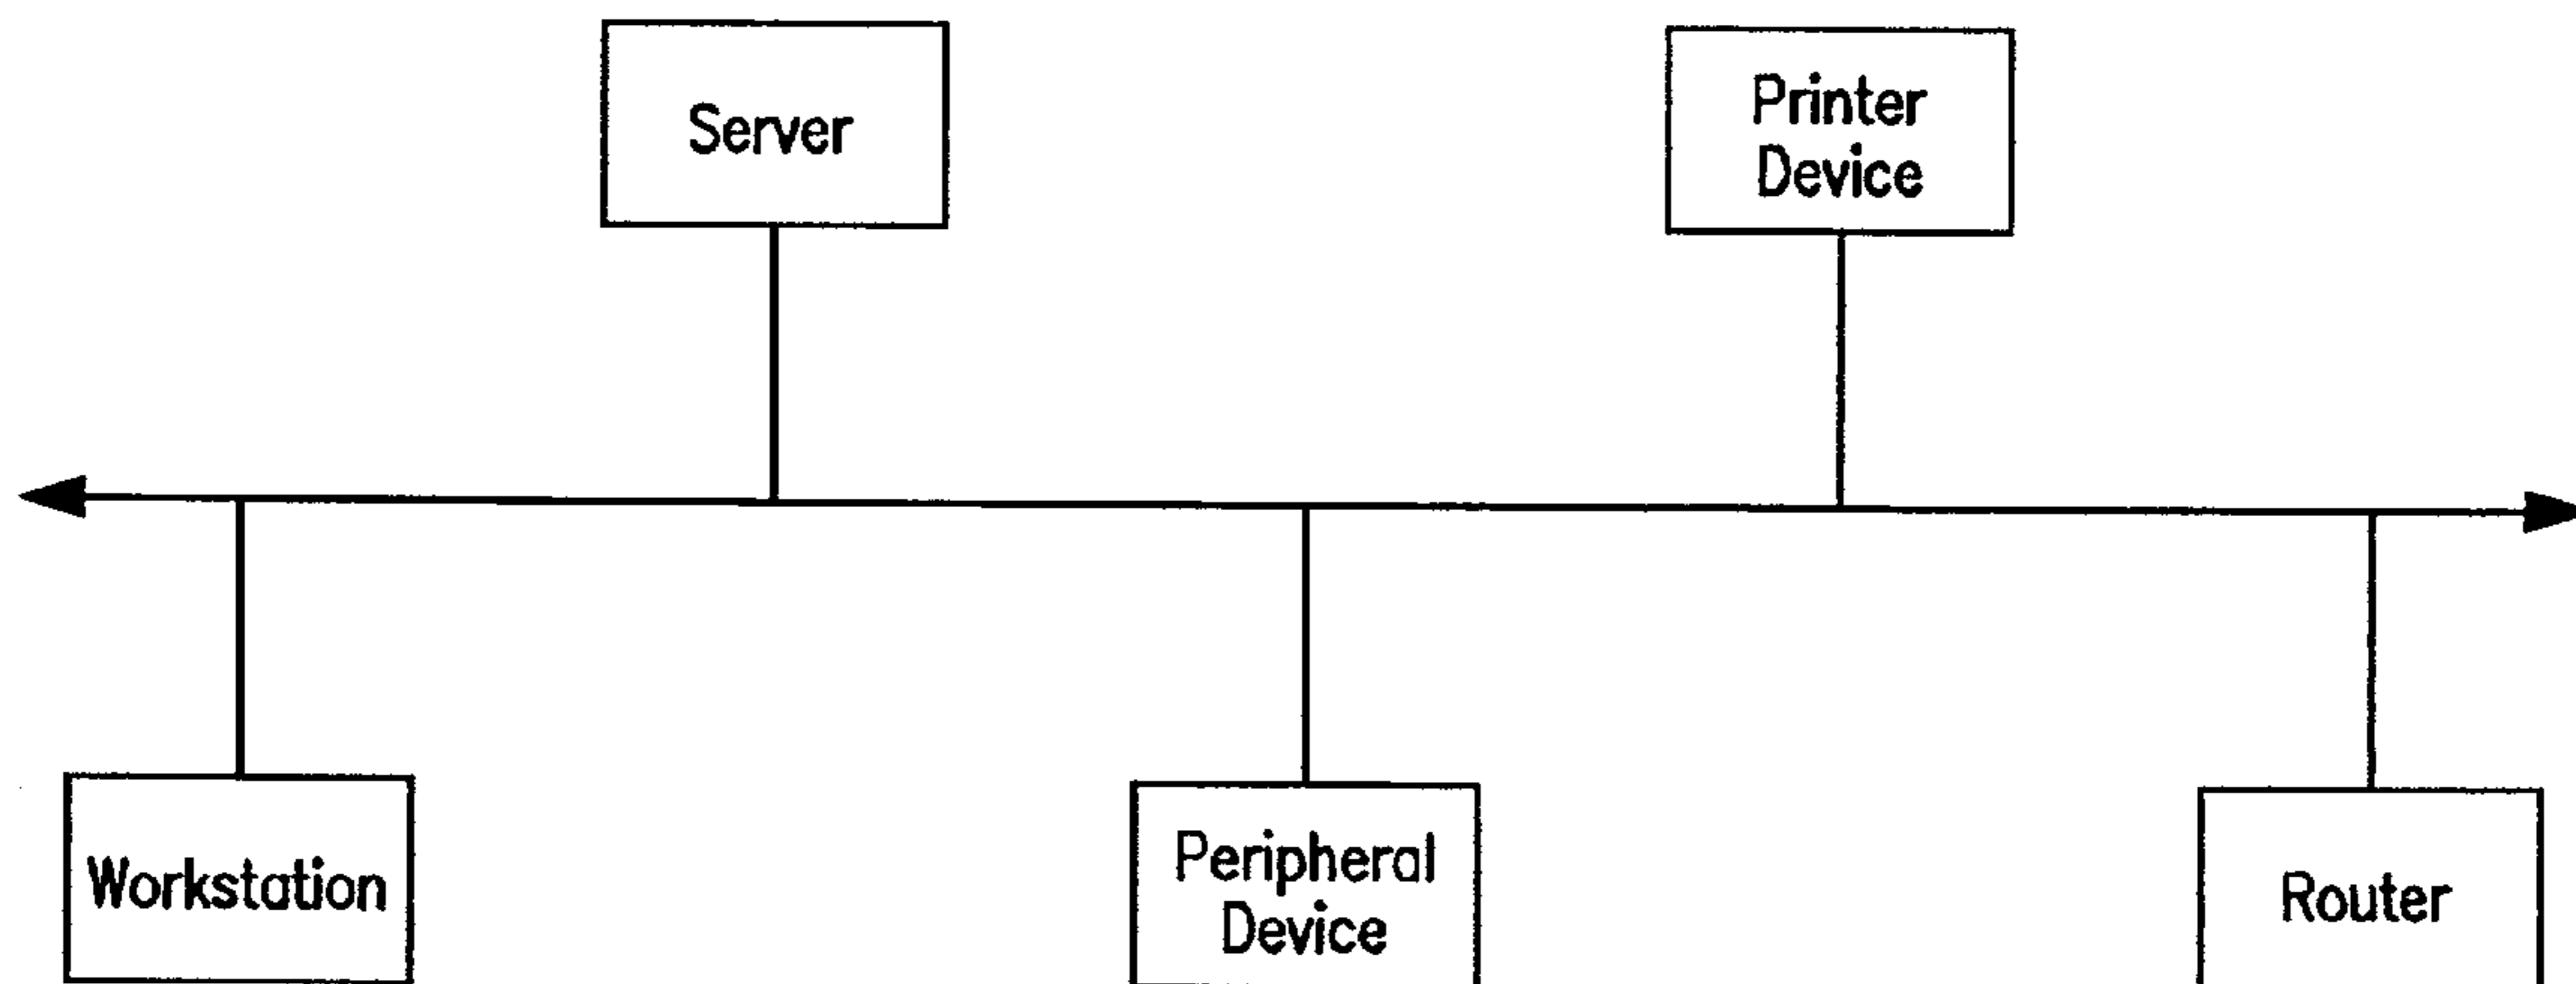 Server
Printer
Device
Workstation
Peripheral
Device
Router